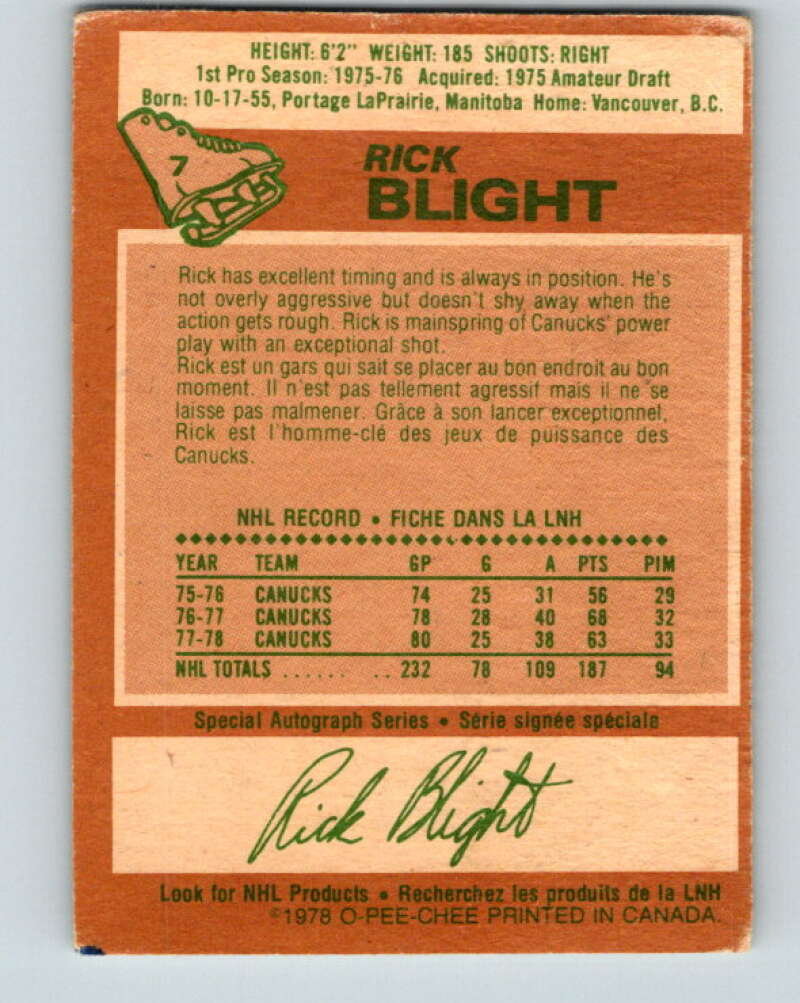 HEIGHT: 6'2" WEIGHT: 185 SHOOTS: RIGHT
1st Pro Season: 1975-76 Acquired: 1975 Amateur Draft
Born: 10-17-55, Portage LaPrairie, Manitoba Home: Vancouver, B.C.
7
RICK
BLIGHT
Rick has excellent timing and is always in position. He's
not overly aggressive but doesn't shy away when the
action gets rough. Rick is mainspring of Canucks' power
play with an exceptional shot.
Rick est un gars qui sait se placer au bon endroit au bon
moment. Il n'est pas tellement agressif mais il ne se
laisse pas malmener. Grâce à son lancer exceptionnel,
Rick est l'homme-clé des jeux de puissance des
Canucks.
NHL RECORD • FICHE DANS LA LNH
YEAR TEAM GP G A PTS PIM
75-76 CANUCKS 74 25 31 56 29
76-77 CANUCKS 78 28 40 68 32
77-78 CANUCKS 80 25 38 63 33
NHL TOTALS ........ 232 78 109 187 94
Special Autograph Series • Série signée spéciale
Rick Blight
Look for NHL Products • Recherchez les produits de la LNH
©1978 O-PEE-CHEE PRINTED IN CANADA.